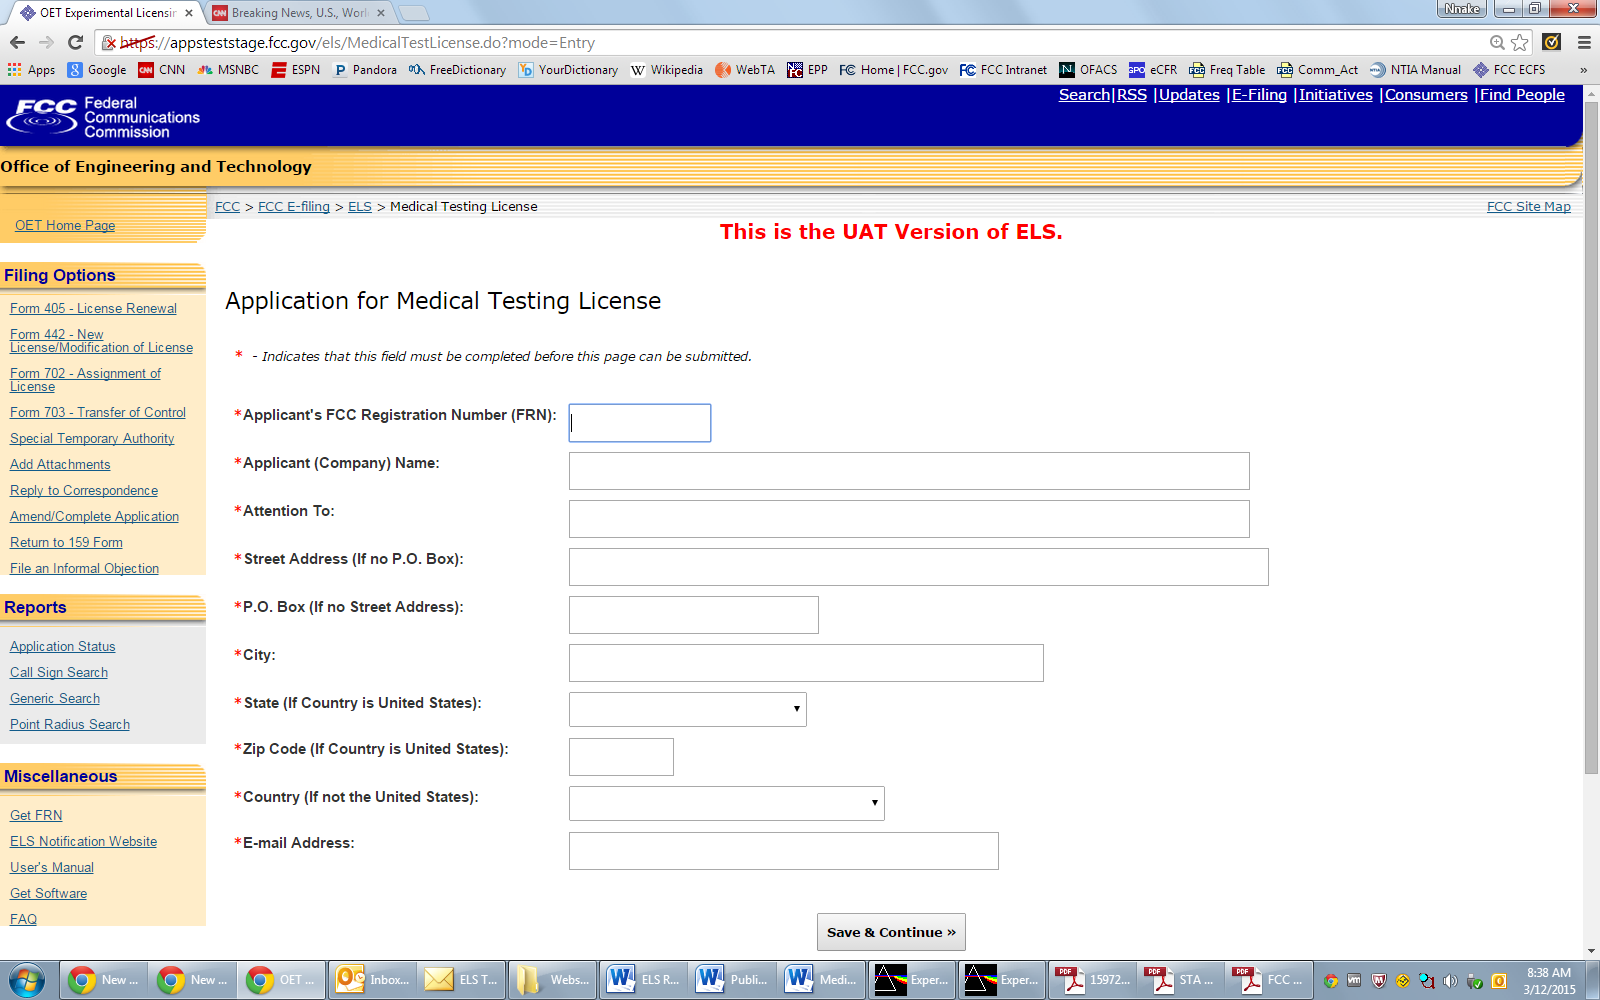 OET Experimental Licensin
Breaking News, U.S., Worl
Nnake
https://appsteststage.fcc.gov/els/MedicalTestLicense.do?mode=Entry
Apps Google CNN MSNBC ESPN Pandora FreeDictionary YourDictionary Wikipedia WebTA EPP Home | FCC.gov FCC Intranet OFACS eCFR Freq Table Comm_Act NTIA Manual FCC ECFS »
FCC Federal
Communications
Commission
Search|RSS |Updates |E-Filing |Initiatives |Consumers |Find People
Office of Engineering and Technology
OET Home Page
FCC > FCC E-filing > ELS > Medical Testing License
FCC Site Map
This is the UAT Version of ELS.
Filing Options
Form 405 - License Renewal
Form 442 - New
License/Modification of License
Form 702 - Assignment of
License
Form 703 - Transfer of Control
Special Temporary Authority
Add Attachments
Reply to Correspondence
Amend/Complete Application
Return to 159 Form
File an Informal Objection
Reports
Application Status
Call Sign Search
Generic Search
Point Radius Search
Miscellaneous
Get FRN
ELS Notification Website
User's Manual
Get Software
FAQ
Application for Medical Testing License
* - Indicates that this field must be completed before this page can be submitted.
*Applicant's FCC Registration Number (FRN):
*Applicant (Company) Name:
*Attention To:
*Street Address (If no P.O. Box):
*P.O. Box (If no Street Address):
*City:
*State (If Country is United States):
*Zip Code (If Country is United States):
*Country (If not the United States):
*E-mail Address:
Save & Continue »
New ... New ... OET ... Inbox... ELS T... Webs... ELS R... Publi... Medi... Exper... Exper... 15972... STA ... FCC ...
8:38 AM
3/12/2015